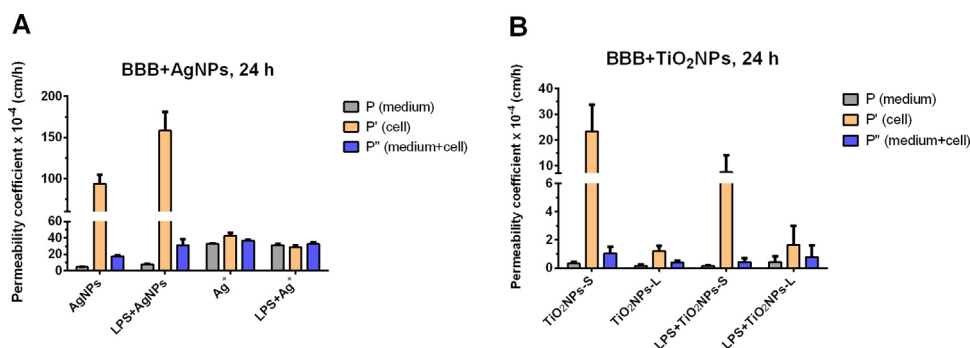 A
BBB+AgNPs, 24 h
Permeability coefficient x 10⁻⁴ (cm/h)
200
150
100
60
40
20
0
AgNPs
LPS+AgNPs
Ag⁺
LPS+Ag⁺
P (medium)
P' (cell)
P" (medium+cell)
B
BBB+TiO₂NPs, 24 h
Permeability coefficient x 10⁻⁴ (cm/h)
40
30
20
10
6
4
2
0
TiO₂NPs-S
TiO₂NPs-L
LPS+TiO₂NPs-S
LPS+TiO₂NPs-L
P (medium)
P' (cell)
P" (medium+cell)